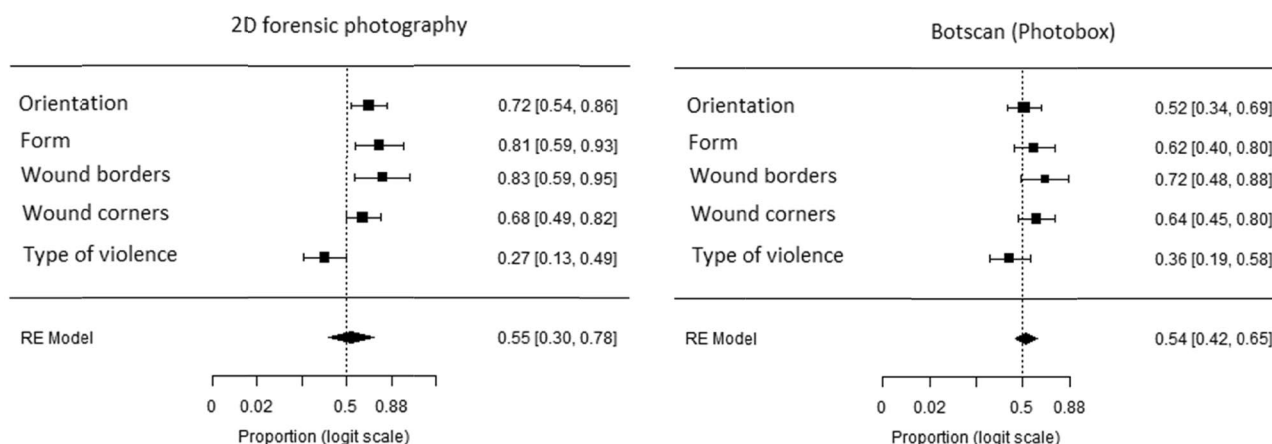 2D forensic photography
Orientation 0.72 [0.54, 0.86]
Form 0.81 [0.59, 0.93]
Wound borders 0.83 [0.59, 0.95]
Wound corners 0.68 [0.49, 0.82]
Type of violence 0.27 [0.13, 0.49]
RE Model 0.55 [0.30, 0.78]
0 0.02 0.5 0.88
Proportion (logit scale)
Botscan (Photobox)
Orientation 0.52 [0.34, 0.69]
Form 0.62 [0.40, 0.80]
Wound borders 0.72 [0.48, 0.88]
Wound corners 0.64 [0.45, 0.80]
Type of violence 0.36 [0.19, 0.58]
RE Model 0.54 [0.42, 0.65]
0 0.02 0.5 0.88
Proportion (logit scale)